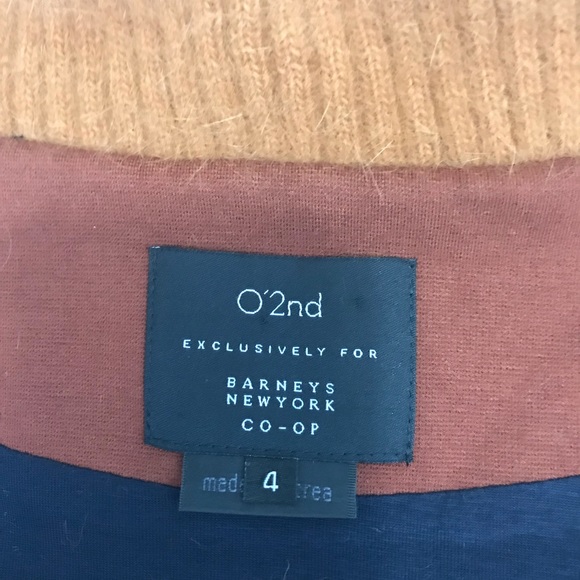 O'2nd
EXCLUSIVELY FOR
BARNEYS
NEWYORK
CO-OP
made
4